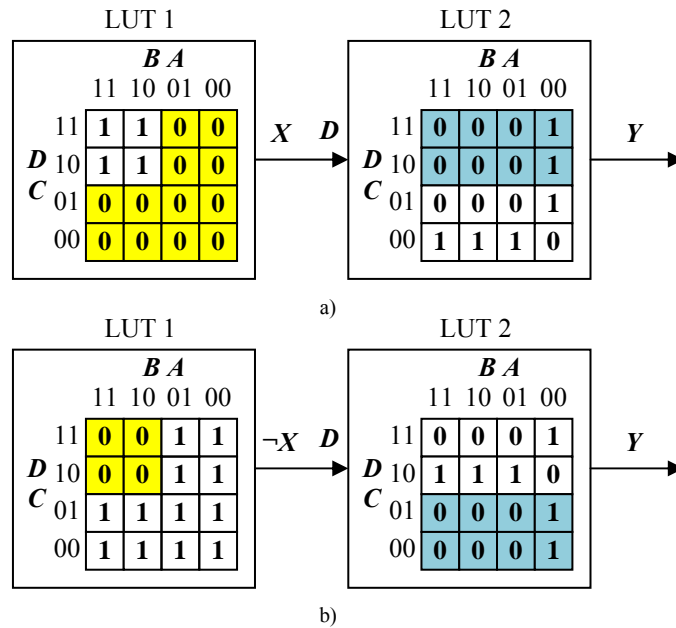 LUT 1 LUT 2
B A B A
11 10 01 00 11 10 01 00
11 1 1 0 0 X D 11 0 0 0 1 Y
D 10 1 1 0 0 D 10 0 0 0 1
C 01 0 0 0 0 C 01 0 0 0 1
00 0 0 0 0 00 1 1 1 0
a)
LUT 1 LUT 2
B A B A
11 10 01 00 11 10 01 00
11 0 0 1 1 ¬X D 11 0 0 0 1 Y
D 10 0 0 1 1 D 10 1 1 1 0
C 01 1 1 1 1 C 01 0 0 0 1
00 1 1 1 1 00 0 0 0 1
b)